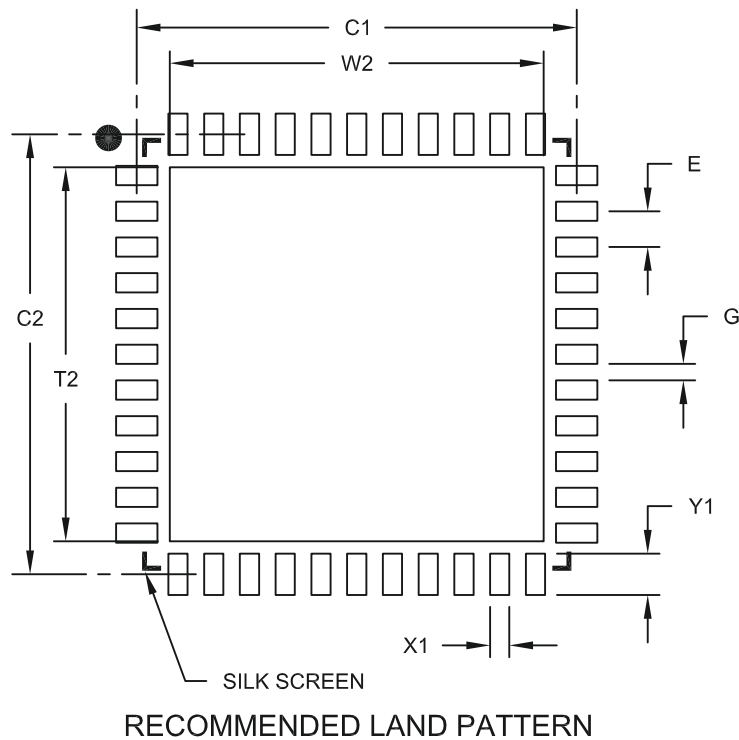 C1
W2
E
C2
G
T2
Y1
X1
SILK SCREEN
RECOMMENDED LAND PATTERN